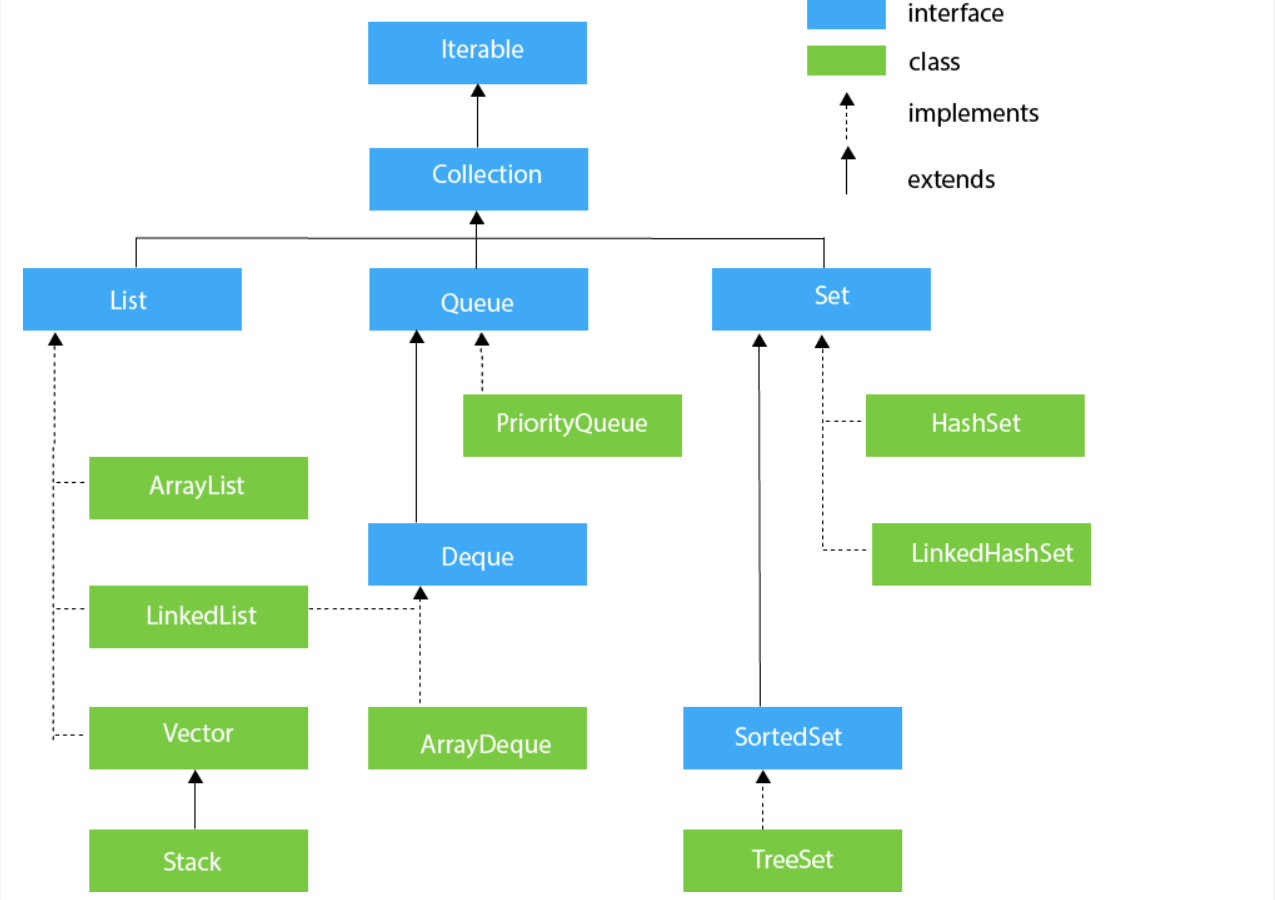 interface
Iterable
class
implements
Collection
extends
List
Queue
Set
PriorityQueue
HashSet
ArrayList
Deque
LinkedHashSet
LinkedList
Vector
ArrayDeque
SortedSet
Stack
TreeSet